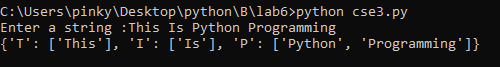 C:\Users\pinky\Desktop\python\B\lab6>python cse3.py
Enter a string :This Is Python Programming
{'T': ['This'], 'I': ['Is'], 'P': ['Python', 'Programming']}